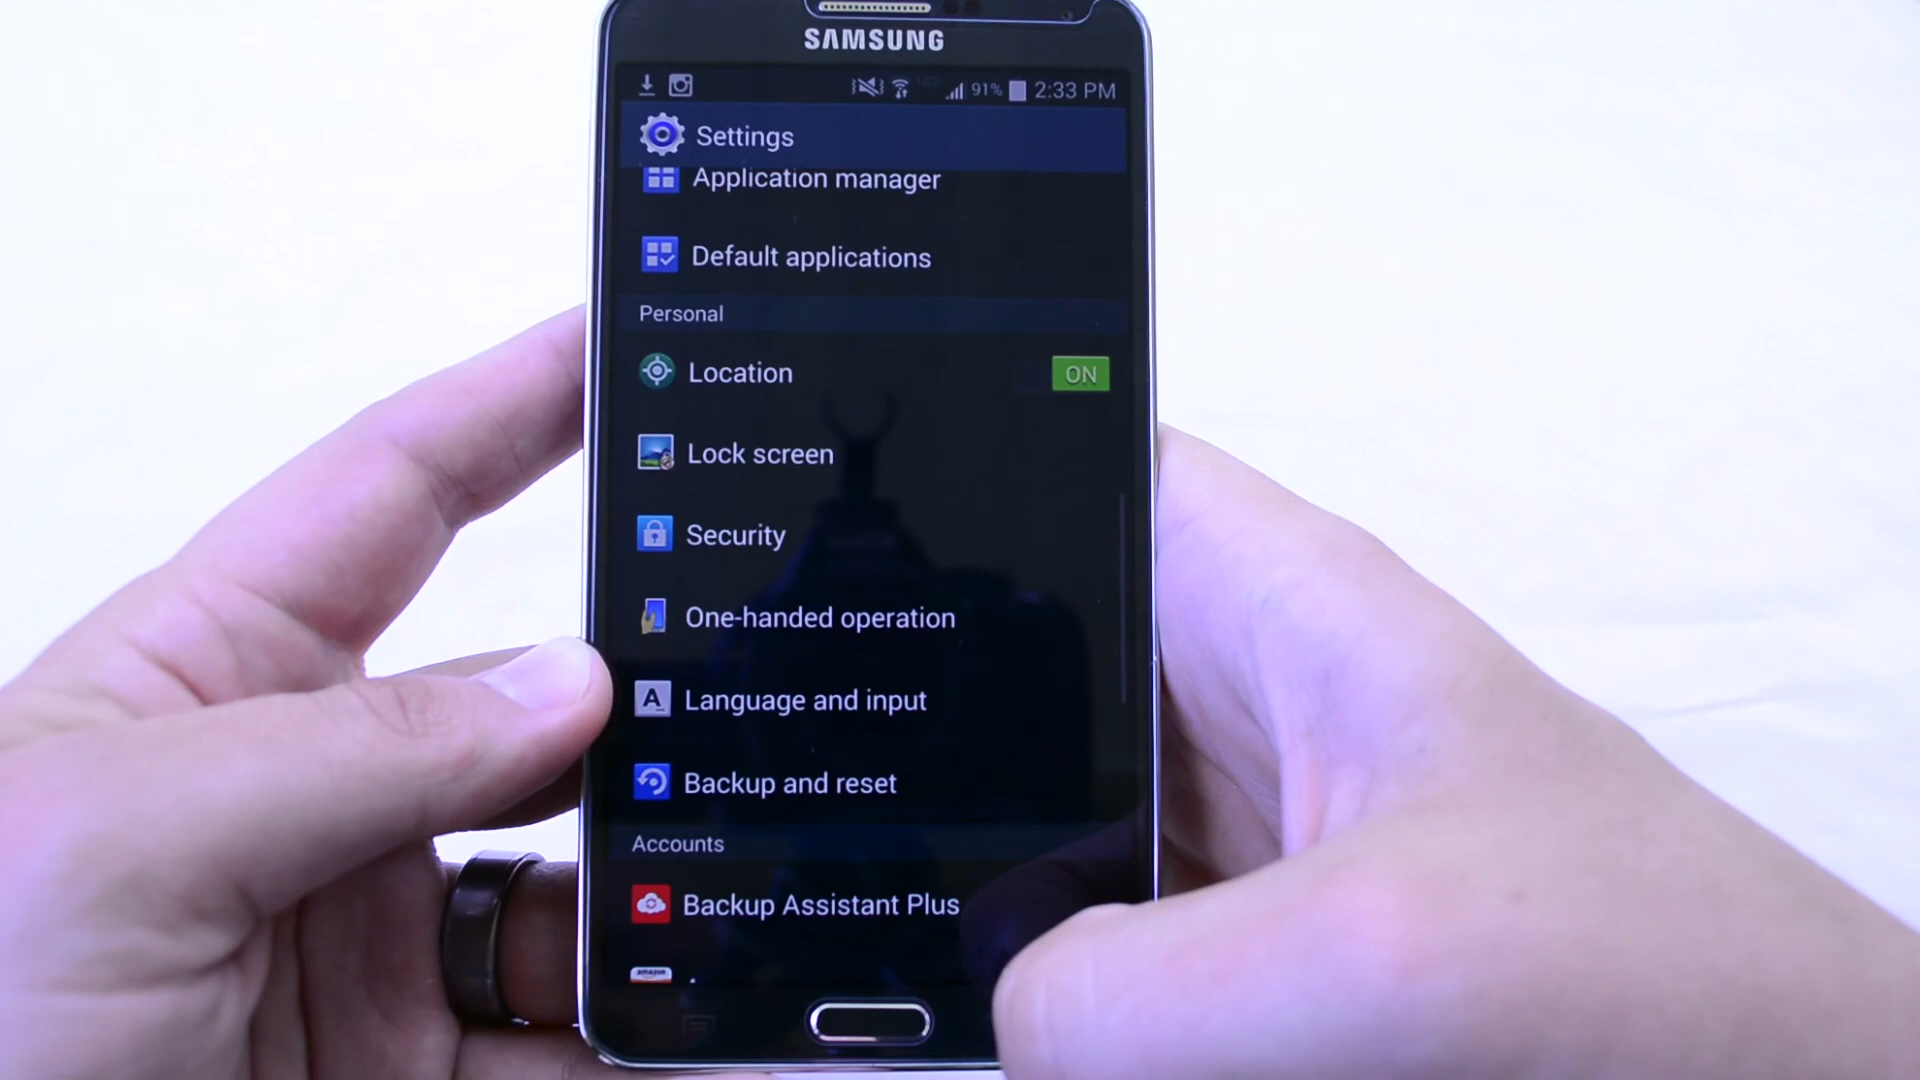 SAMSUNG
91% 2:33 PM
Settings
Application manager
Default applications
Personal
Location ON
Lock screen
Security
One-handed operation
A Language and input
Backup and reset
Accounts
Backup Assistant Plus
amazon